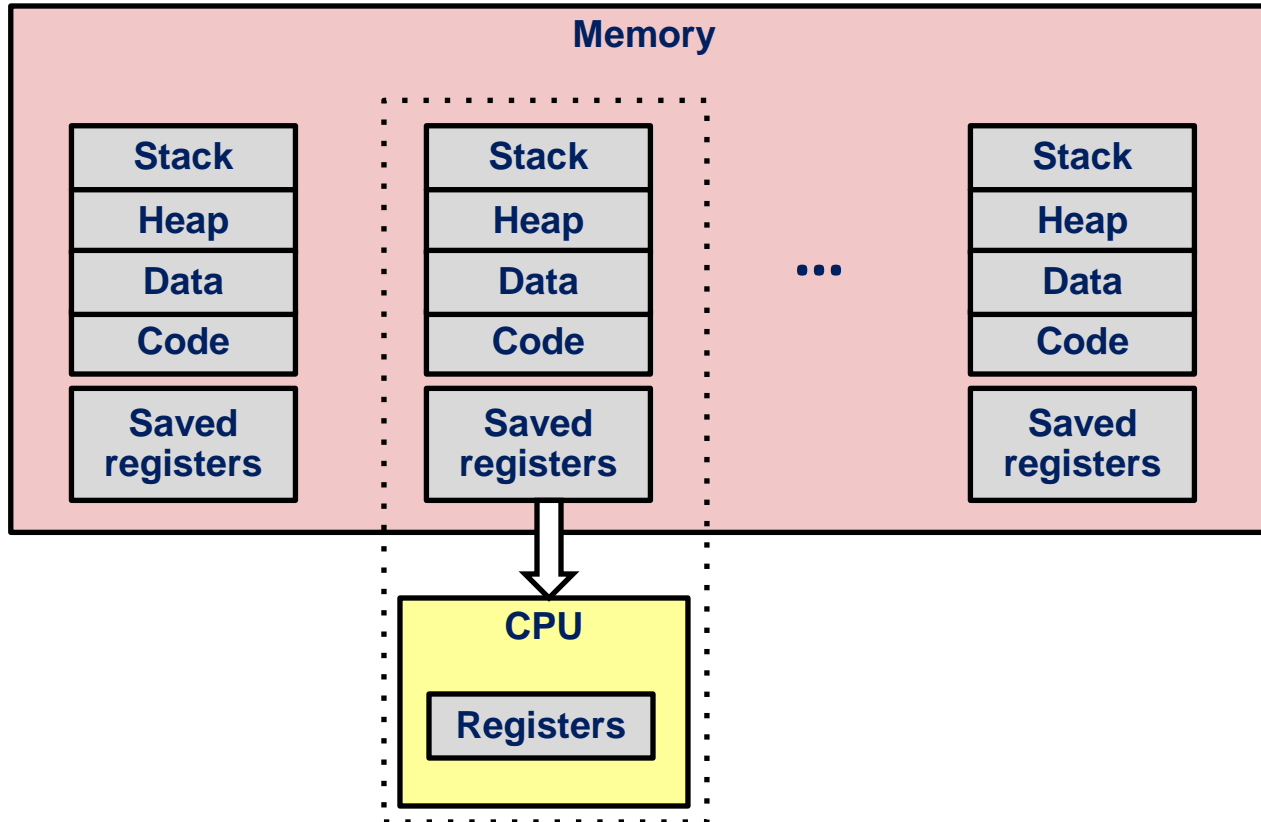 Memory
Stack
Heap
Data
Code
Saved
registers
Stack
Heap
Data
Code
Saved
registers
...
Stack
Heap
Data
Code
Saved
registers
CPU
Registers